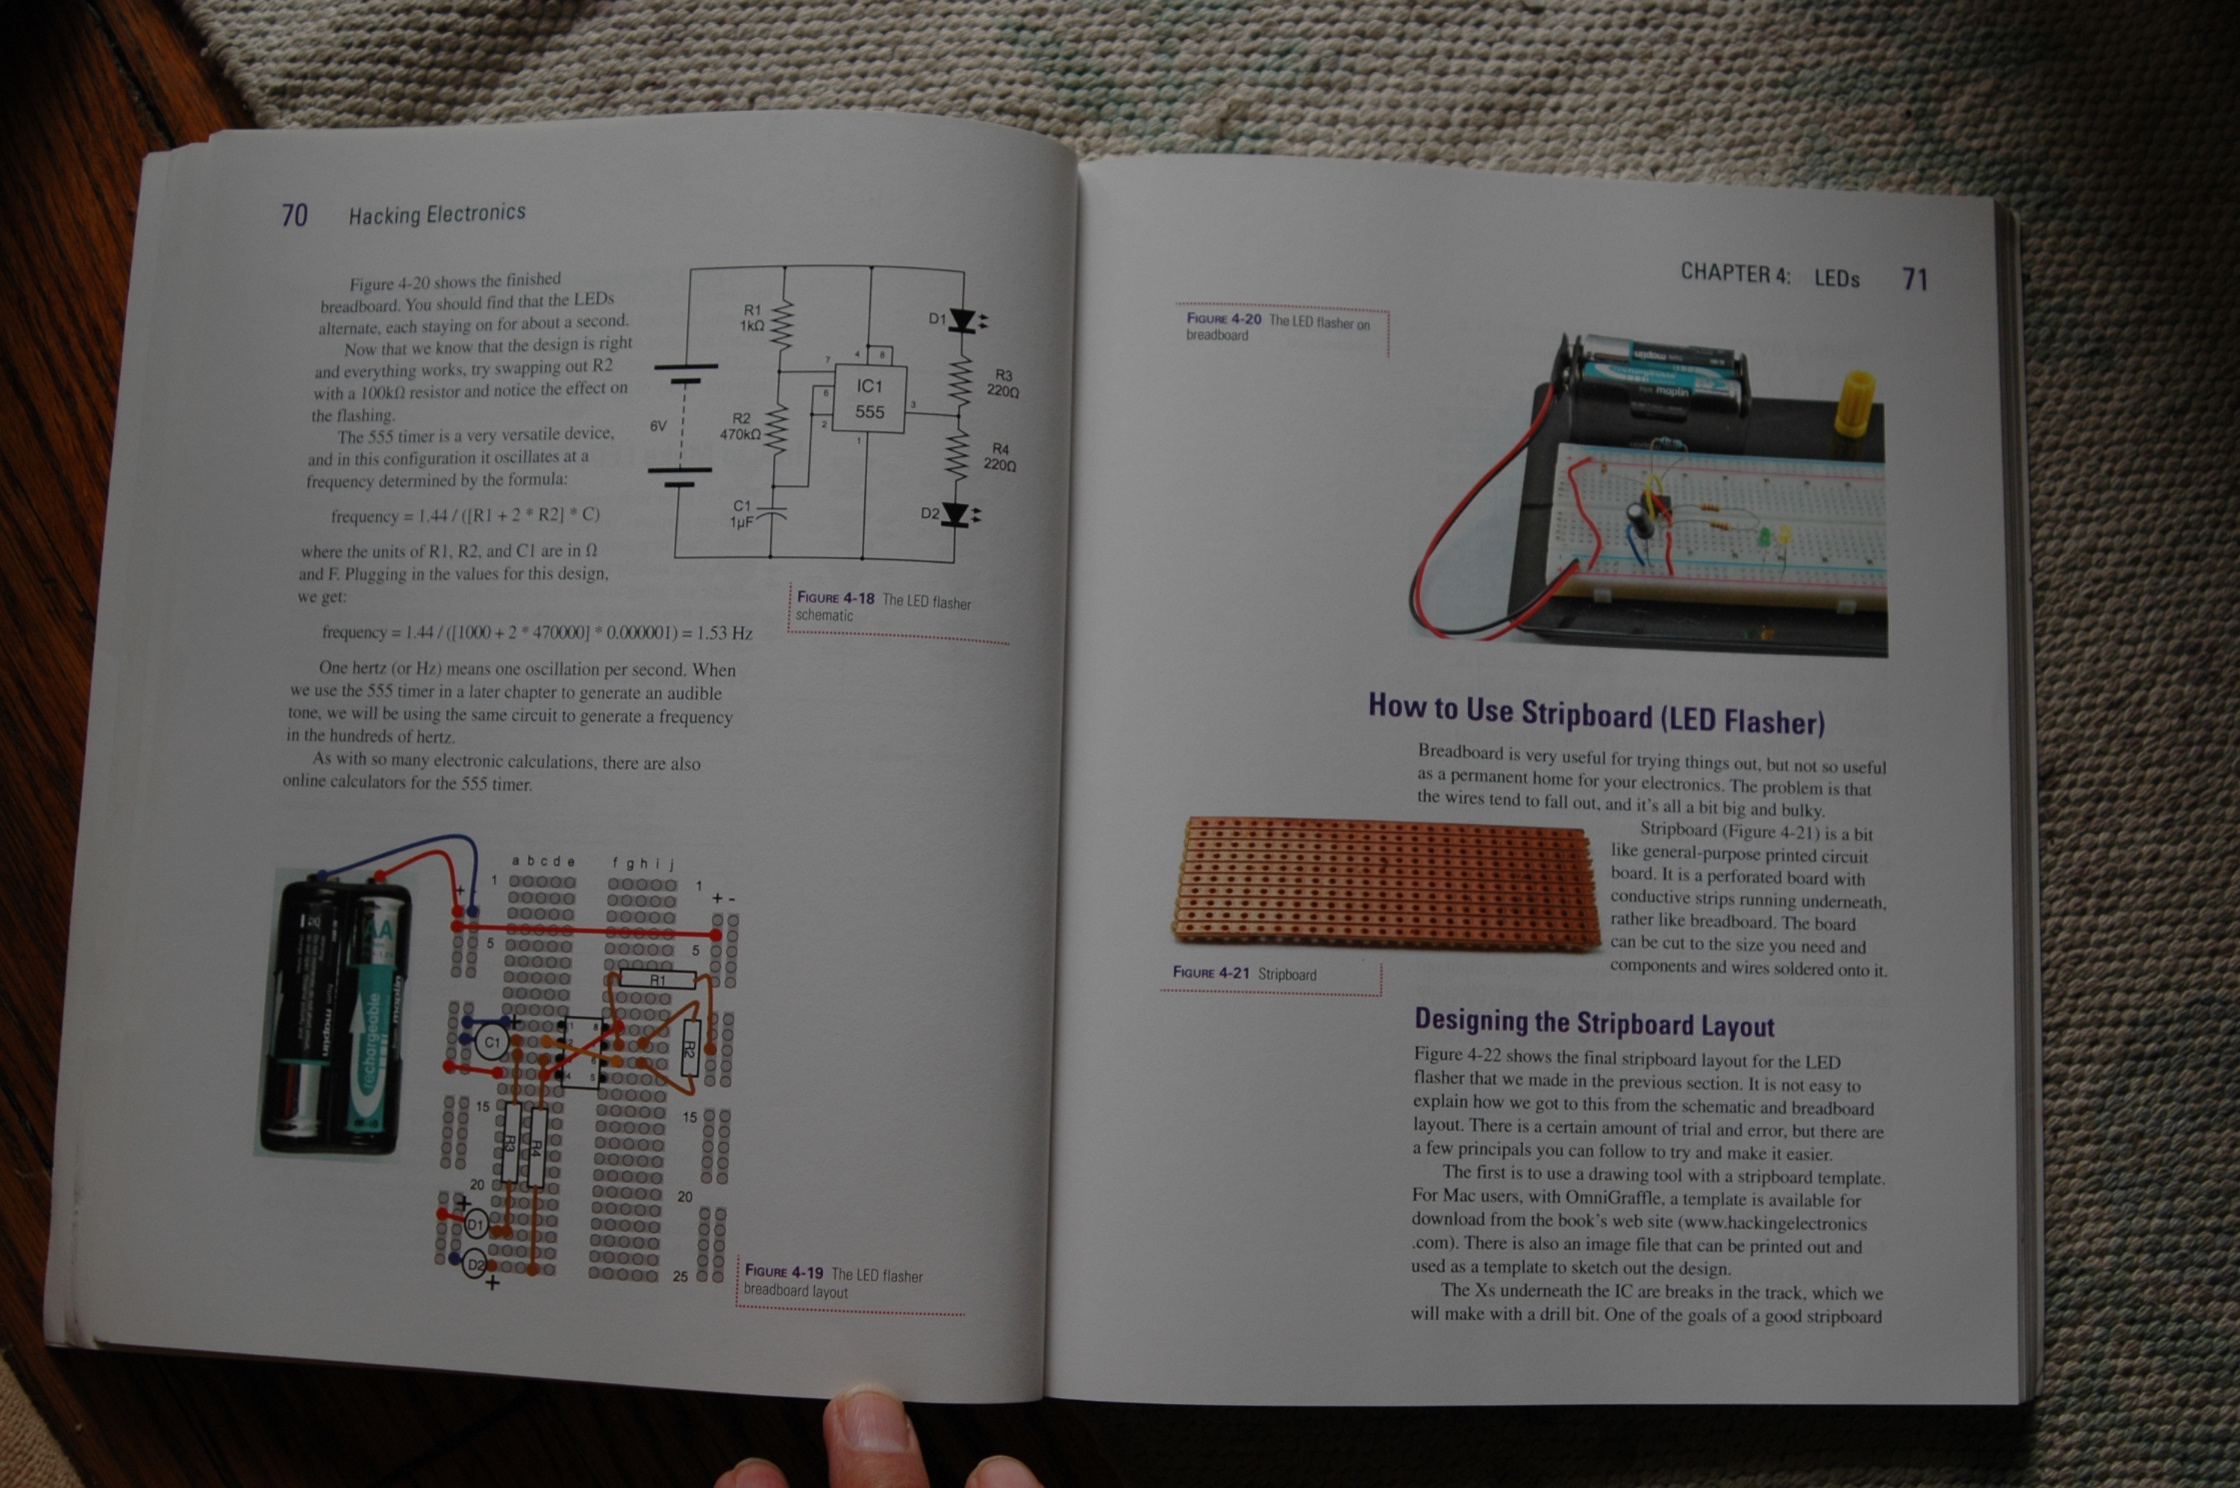 70 Hacking Electronics
Figure 4-20 shows the finished
breadboard. You should find that the LEDs
alternate, each staying on for about a second.
Now that we know that the design is right
and everything works, try swapping out R2
with a 100kΩ resistor and notice the effect on
the flashing.
The 555 timer is a very versatile device,
and in this configuration it oscillates at a
frequency determined by the formula:
frequency = 1.44 / ([R1 + 2 * R2] * C)
where the units of R1, R2, and C1 are in Ω
and F. Plugging in the values for this design,
we get:
frequency = 1.44 / ([1000 + 2 * 470000] * 0.000001) = 1.53 Hz
One hertz (or Hz) means one oscillation per second. When
we use the 555 timer in a later chapter to generate an audible
tone, we will be using the same circuit to generate a frequency
in the hundreds of hertz.
As with so many electronic calculations, there are also
online calculators for the 555 timer.
6V
R1
1kΩ
R2
470kΩ
C1
1µF
7
6
2
4
8
IC1
555
3
1
D1
R3
220Ω
R4
220Ω
D2
FIGURE 4-18 The LED flasher
schematic
+
a b c d e
f g h i j
+ -
1
1
5
5
15
15
20
20
25
R1
R2
C1
+
R4
R3
+
D1
D2
+
maplin
rechargeable
from maplin
FIGURE 4-19 The LED flasher
breadboard layout
CHAPTER 4: LEDs 71
FIGURE 4-20 The LED flasher on
breadboard
maplin
How to Use Stripboard (LED Flasher)
Breadboard is very useful for trying things out, but not so useful
as a permanent home for your electronics. The problem is that
the wires tend to fall out, and it's all a bit big and bulky.
Stripboard (Figure 4-21) is a bit
like general-purpose printed circuit
board. It is a perforated board with
conductive strips running underneath,
rather like breadboard. The board
can be cut to the size you need and
components and wires soldered onto it.
FIGURE 4-21 Stripboard
Designing the Stripboard Layout
Figure 4-22 shows the final stripboard layout for the LED
flasher that we made in the previous section. It is not easy to
explain how we got to this from the schematic and breadboard
layout. There is a certain amount of trial and error, but there are
a few principals you can follow to try and make it easier.
The first is to use a drawing tool with a stripboard template.
For Mac users, with OmniGraffle, a template is available for
download from the book's web site (www.hackingelectronics
.com). There is also an image file that can be printed out and
used as a template to sketch out the design.
The Xs underneath the IC are breaks in the track, which we
will make with a drill bit. One of the goals of a good stripboard